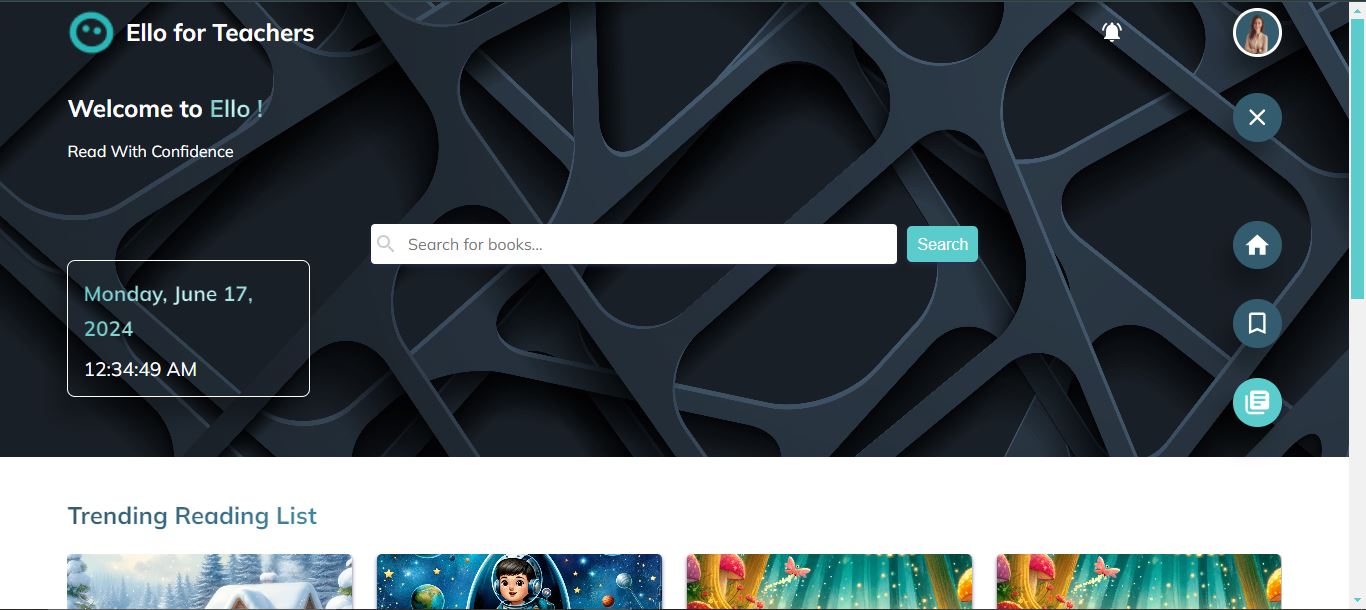 Ello for Teachers
Welcome to Ello !
Read With Confidence
Search for books...
Search
Monday, June 17,
2024
12:34:49 AM
Trending Reading List